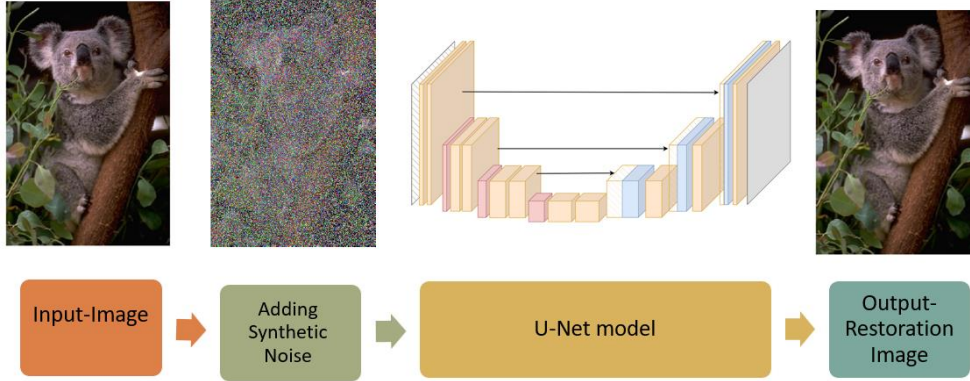 Input-Image
Adding
Synthetic
Noise
U-Net model
Output-
Restoration
Image